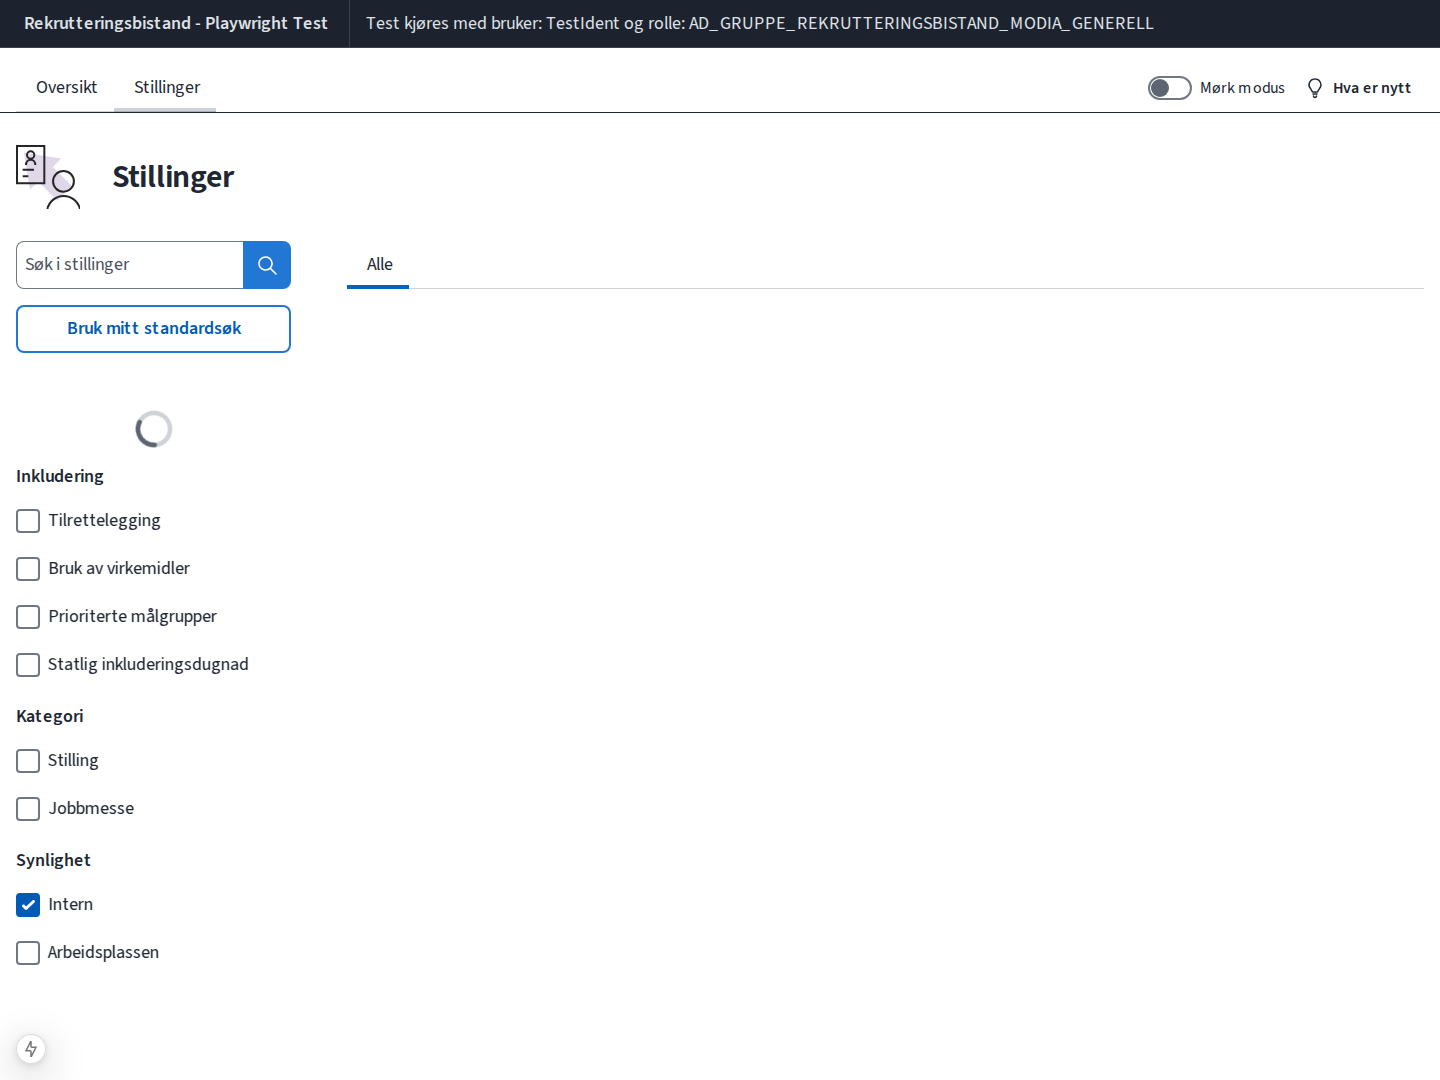 Rekrutteringsbistand - Playwright Test
Test kjøres med bruker: TestIdent og rolle: AD_GRUPPE_REKRUTTERINGSBISTAND_MODIA_GENERELL
Oversikt
Stillinger
Mørk modus
Hva er nytt
Stillinger
Søk i stillinger
Alle
Bruk mitt standardsøk
Inkludering
Tilrettelegging
Bruk av virkemidler
Prioriterte målgrupper
Statlig inkluderingsdugnad
Kategori
Stilling
Jobbmesse
Synlighet
Intern
Arbeidsplassen